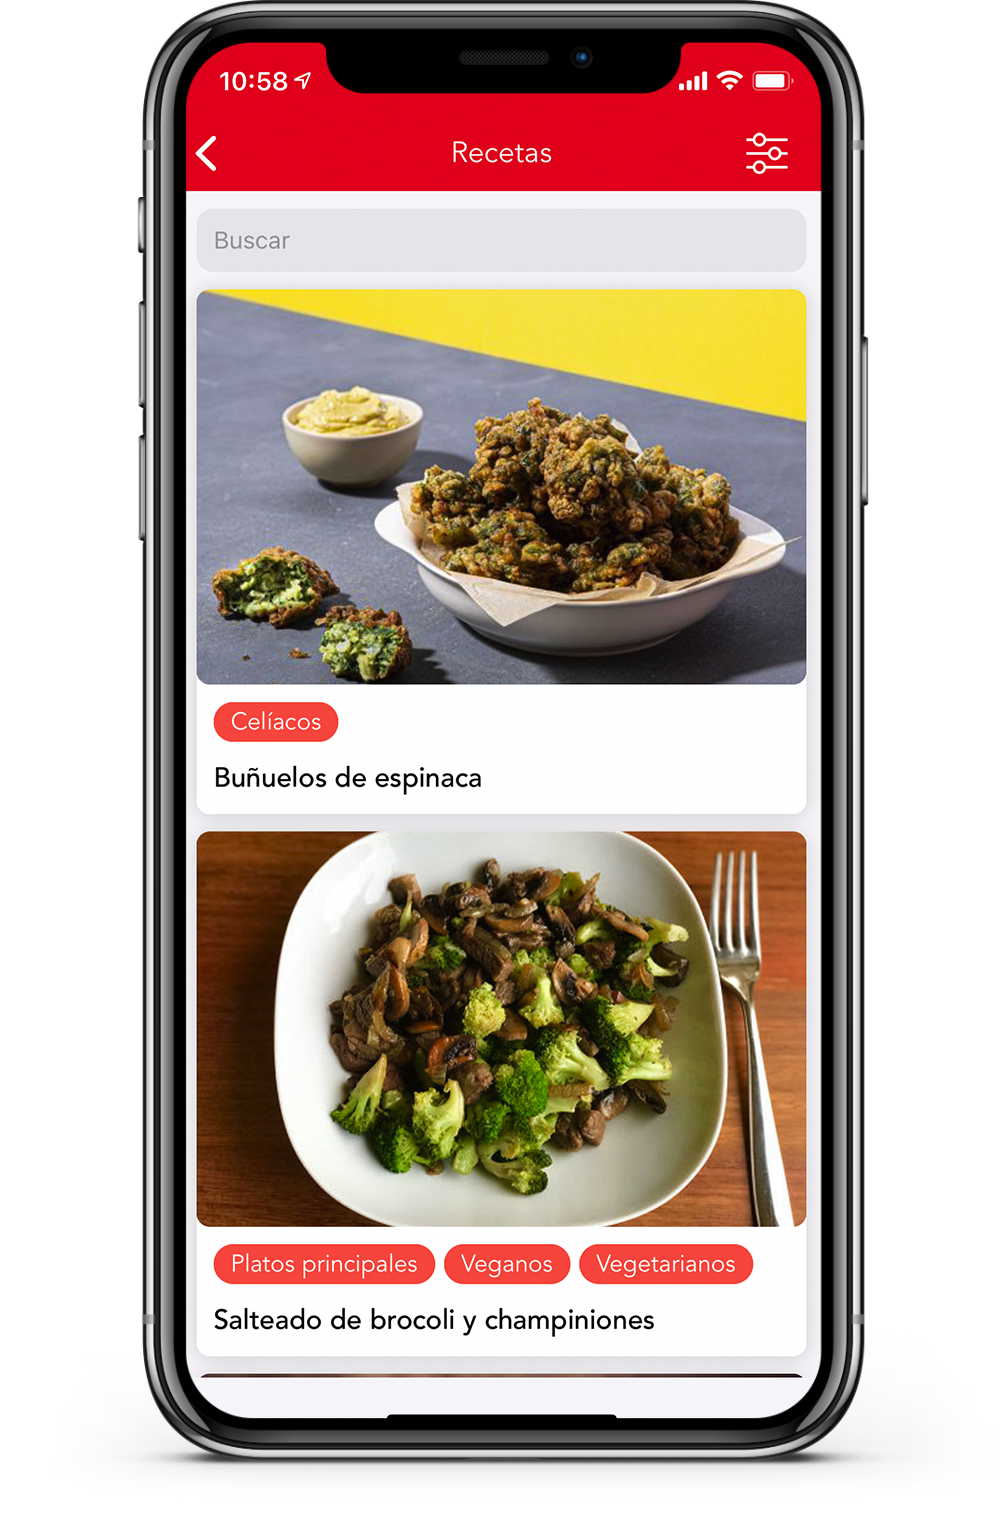 10:58
Recetas
Buscar
Celíacos
Buñuelos de espinaca
Platos principales Veganos Vegetarianos
Salteado de brocoli y champiniones